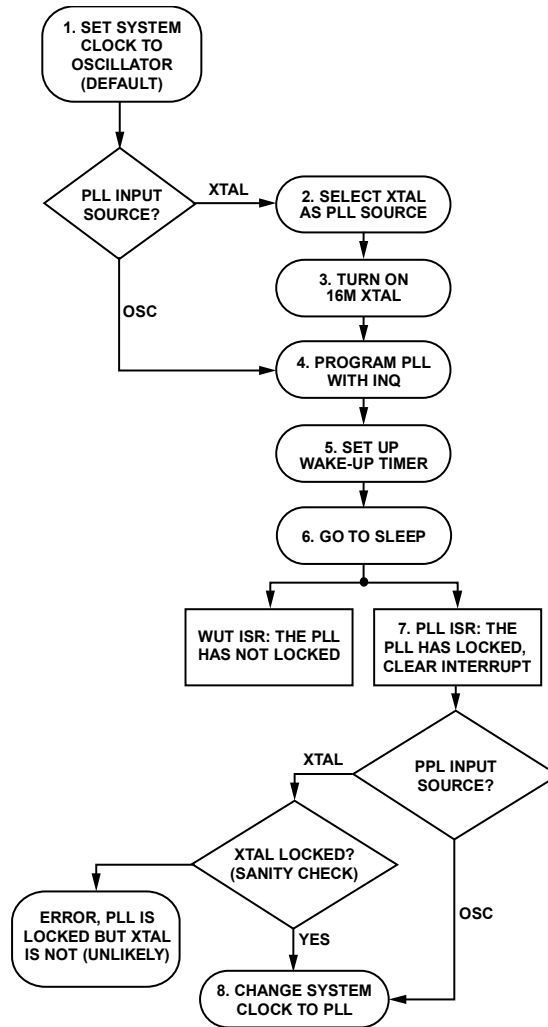 1. SET SYSTEM
CLOCK TO
OSCILLATOR
(DEFAULT)
PLL INPUT
SOURCE?
XTAL
2. SELECT XTAL
AS PLL SOURCE
3. TURN ON
16M XTAL
OSC
4. PROGRAM PLL
WITH INQ
5. SET UP
WAKE-UP TIMER
6. GO TO SLEEP
WUT ISR: THE PLL
HAS NOT LOCKED
7. PLL ISR: THE
PLL HAS LOCKED,
CLEAR INTERRUPT
PPL INPUT
SOURCE?
XTAL
XTAL LOCKED?
(SANITY CHECK)
ERROR, PLL IS
LOCKED BUT XTAL
IS NOT (UNLIKELY)
YES
OSC
8. CHANGE SYSTEM
CLOCK TO PLL